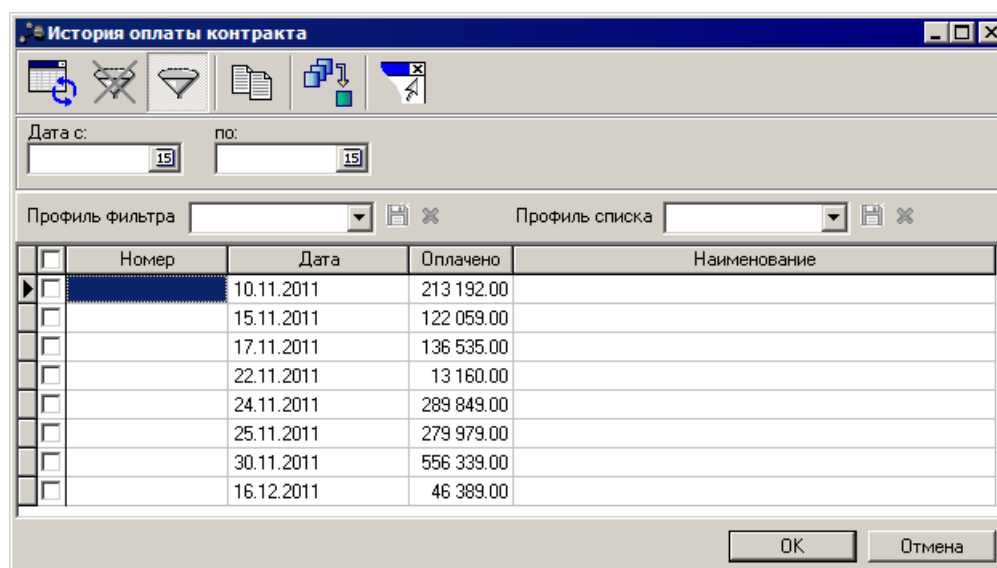 История оплаты контракта
Дата с: по:
15 15
Профиль фильтра Профиль списка
Номер Дата Оплачено Наименование
10.11.2011 213 192.00
15.11.2011 122 059.00
17.11.2011 136 535.00
22.11.2011 13 160.00
24.11.2011 289 849.00
25.11.2011 279 979.00
30.11.2011 556 339.00
16.12.2011 46 389.00
OK Отмена